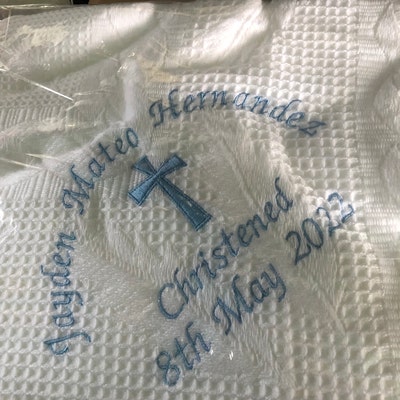 Jayden Mateo Hernandez
Christened
8th May 2022